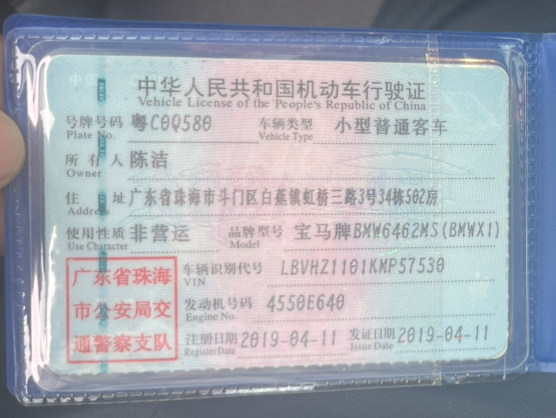 中华人民共和国机动车行驶证
Vehicle License of the People's Republic of China
号牌号码 粤C0Q580 车辆类型 小型普通客车
Plate No. Vehicle Type
所有人 陈洁
Owner
住址 广东省珠海市斗门区白蕉镇虹桥三路3号34栋502房
Address
使用性质 非营运 品牌型号 宝马牌BMW6462MS(BMWX1)
Use Character Model
广东省珠海
市公安局交
通警察支队
车辆识别代号 LBVHZ1101KMP57530
VIN
发动机号码 4550E640
Engine No.
注册日期 2019-04-11 发证日期 2019-04-11
Register Date Issue Date